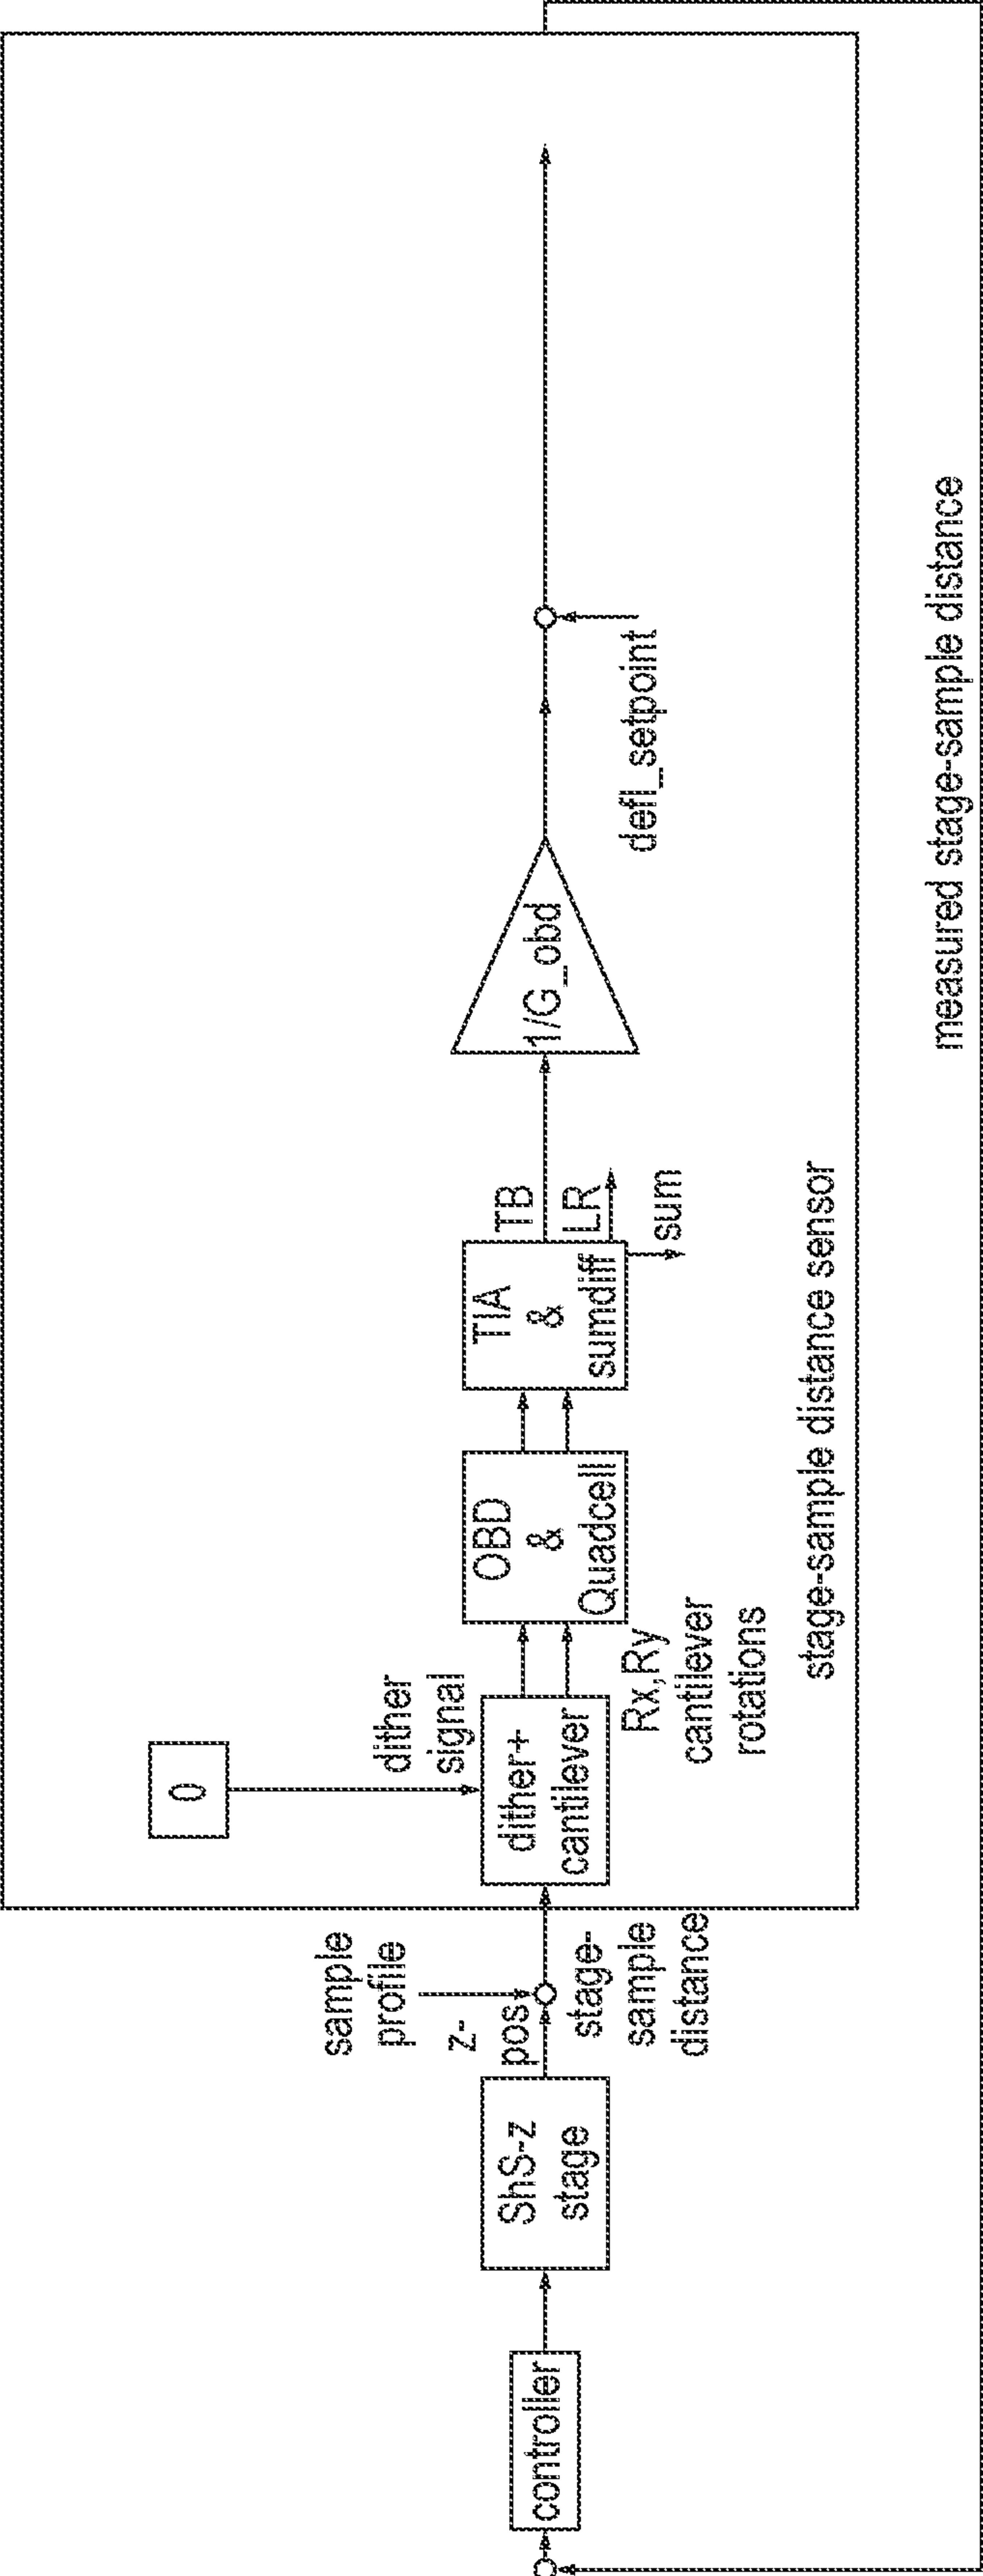 controller
ShS-z
stage
z-
pos
sample
profile
stage-
sample
distance
0
dither
signal
dither+
cantilever
Rx,Ry
cantilever
rotations
OBD
&
Quadcell
TIA
&
sumdiff
TB
LR
sum
1/G_obd
defl_setpoint
stage-sample distance sensor
measured stage-sample distance